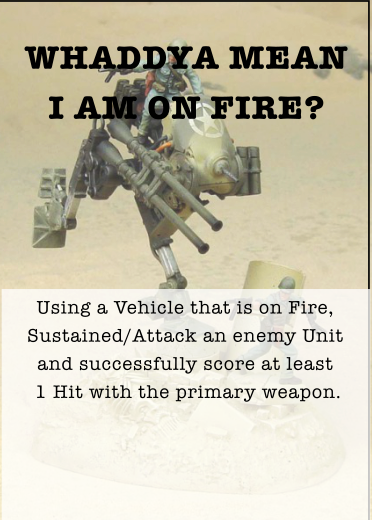 WHADDYA MEAN
I AM ON FIRE?
Using a Vehicle that is on Fire,
Sustained/Attack an enemy Unit
and successfully score at least
1 Hit with the primary weapon.